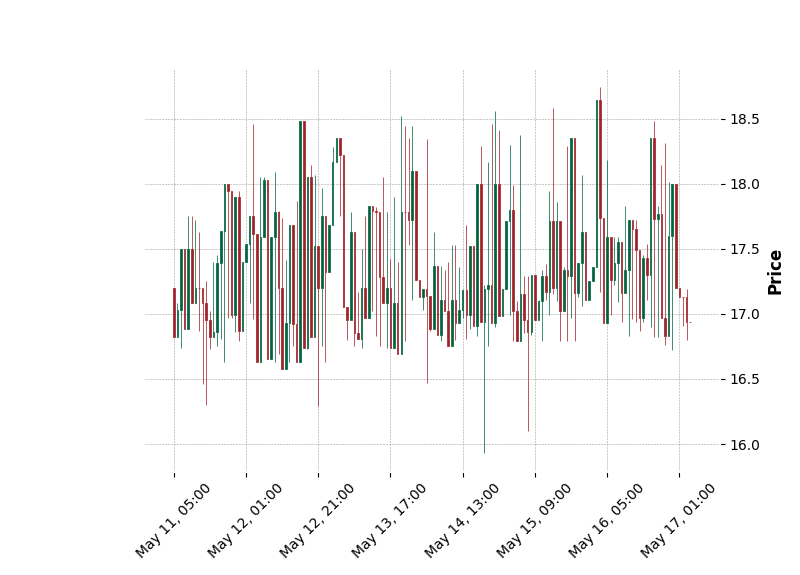 18.5
18.0
17.5
17.0
16.5
16.0
Price
May 11, 05:00
May 12, 01:00
May 12, 21:00
May 13, 17:00
May 14, 13:00
May 15, 09:00
May 16, 05:00
May 17, 01:00